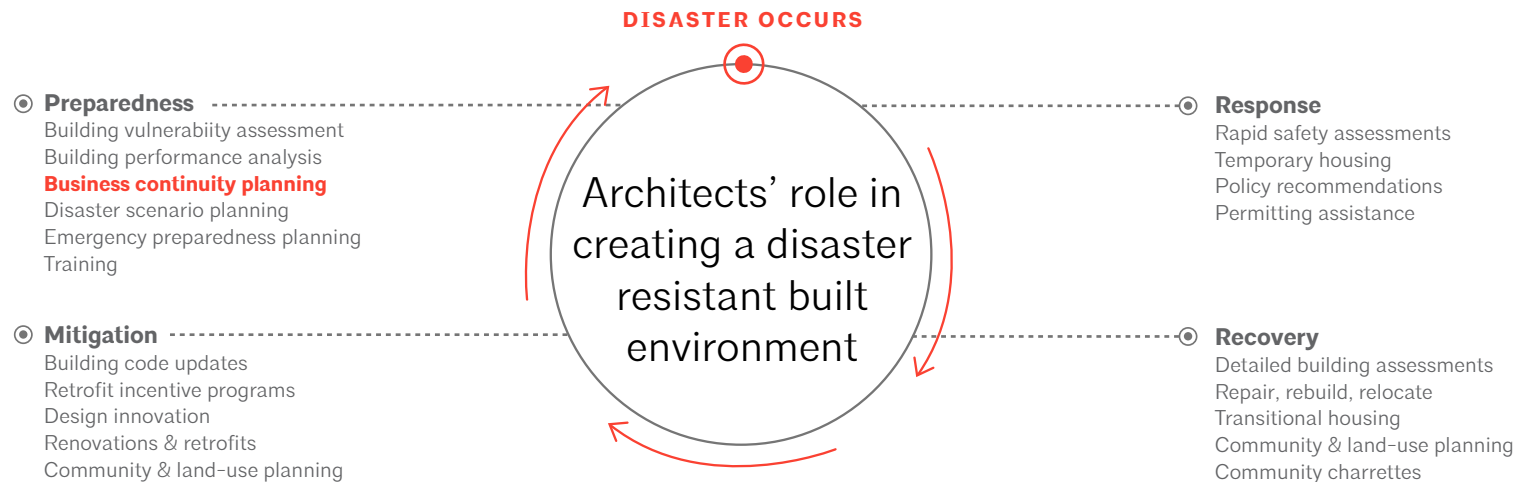 DISASTER OCCURS
Preparedness
Building vulnerabiity assessment
Building performance analysis
Business continuity planning
Disaster scenario planning
Emergency preparedness planning
Training
Mitigation
Building code updates
Retrofit incentive programs
Design innovation
Renovations & retrofits
Community & land-use planning
Architects’ role in
creating a disaster
resistant built
environment
Response
Rapid safety assessments
Temporary housing
Policy recommendations
Permitting assistance
Recovery
Detailed building assessments
Repair, rebuild, relocate
Transitional housing
Community & land-use planning
Community charrettes